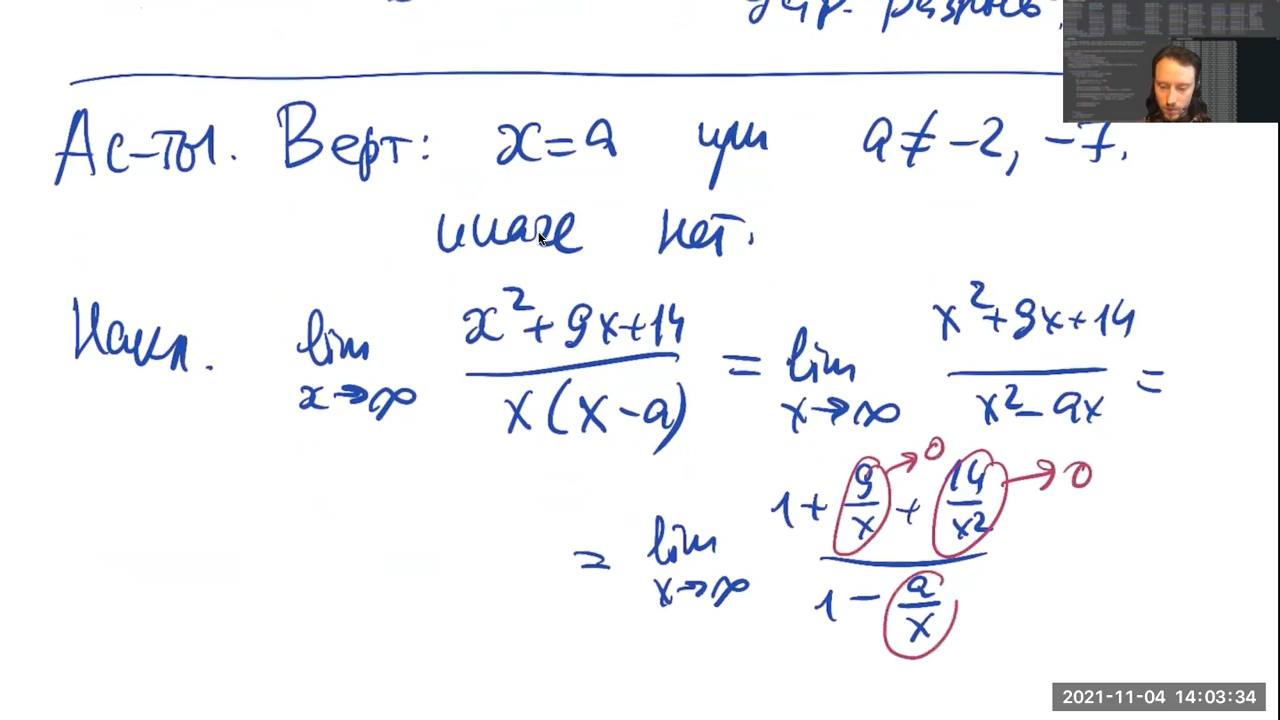 Ас-ты. Верт: x=a при a≠-2, -7.
иначе нет.
Накл. lim x→∞ (x²+9x+14)/(x(x-a)) = lim x→∞ (x²+9x+14)/(x²-ax) =
= lim x→∞ (1+9/x+14/x²)/(1-a/x) →0 →0
2021-11-04 14:03:34